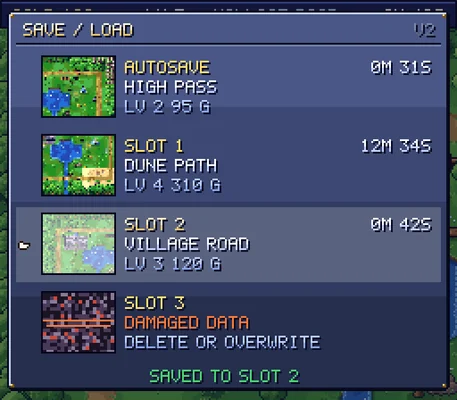 SAVE / LOAD V2
AUTOSAVE 0M 31S
HIGH PASS
LV 2 95 G
SLOT 1 12M 34S
DUNE PATH
LV 4 310 G
SLOT 2 0M 42S
VILLAGE ROAD
LV 3 120 G
SLOT 3
DAMAGED DATA
DELETE OR OVERWRITE
SAVED TO SLOT 2